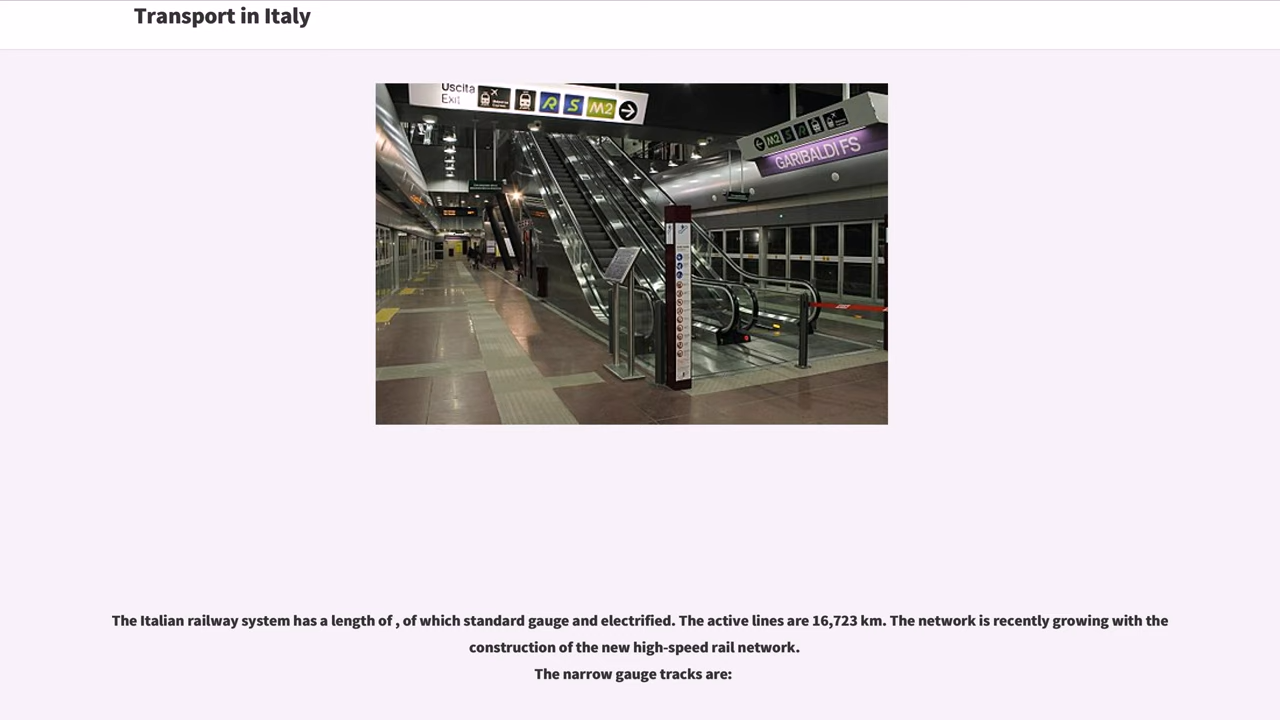 Transport in Italy
Uscita
Exit
R S M2
M2 S R
GARIBALDI FS
The Italian railway system has a length of , of which standard gauge and electrified. The active lines are 16,723 km. The network is recently growing with the
construction of the new high-speed rail network.
The narrow gauge tracks are: